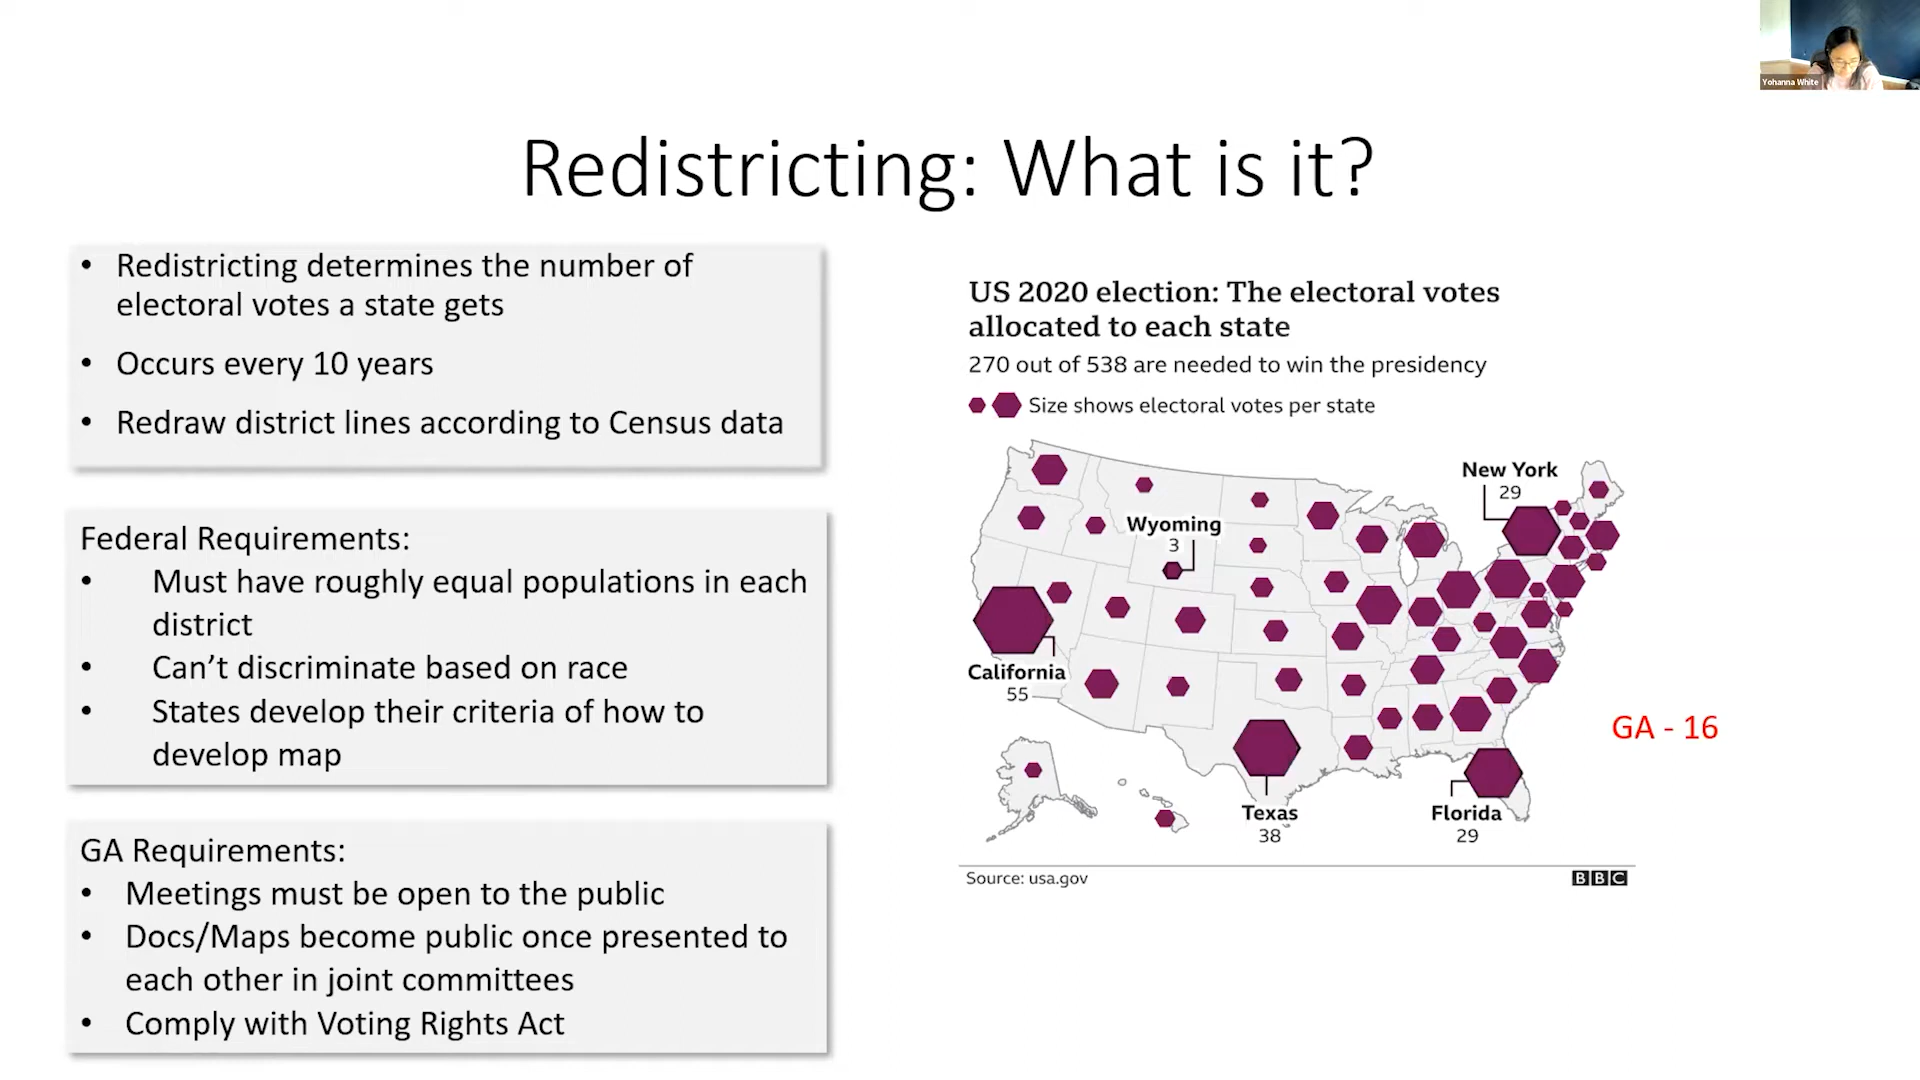 Yohanna White
Redistricting: What is it?
• Redistricting determines the number of
electoral votes a state gets
• Occurs every 10 years
• Redraw district lines according to Census data
Federal Requirements:
• Must have roughly equal populations in each
district
• Can’t discriminate based on race
• States develop their criteria of how to
develop map
GA Requirements:
• Meetings must be open to the public
• Docs/Maps become public once presented to
each other in joint committees
• Comply with Voting Rights Act
US 2020 election: The electoral votes
allocated to each state
270 out of 538 are needed to win the presidency
Size shows electoral votes per state
New York
29
Wyoming
3
California
55
Texas
38
Florida
29
GA - 16
Source: usa.gov
BBC